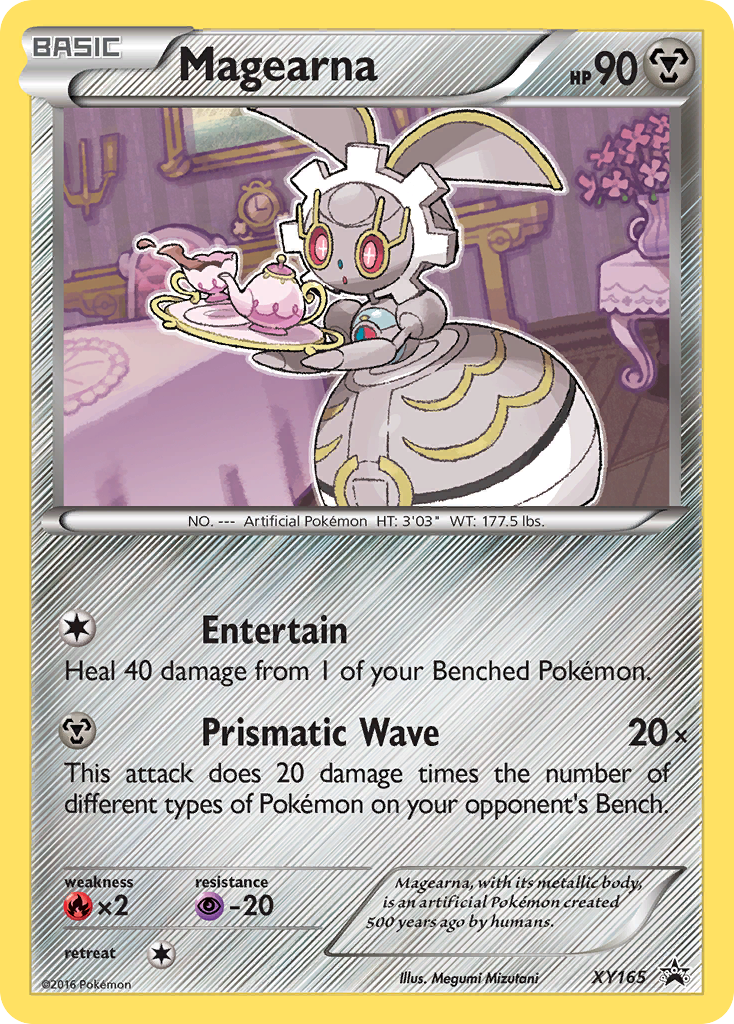 BASIC
Magearna
HP 90
NO. --- Artificial Pokémon HT: 3'03" WT: 177.5 lbs.
Entertain
Heal 40 damage from 1 of your Benched Pokémon.
Prismatic Wave 20×
This attack does 20 damage times the number of
different types of Pokémon on your opponent's Bench.
weakness
×2
resistance
-20
retreat
Magearna, with its metallic body,
is an artificial Pokémon created
500 years ago by humans.
©2016 Pokémon
Illus. Megumi Mizutani
XY165
PROMO